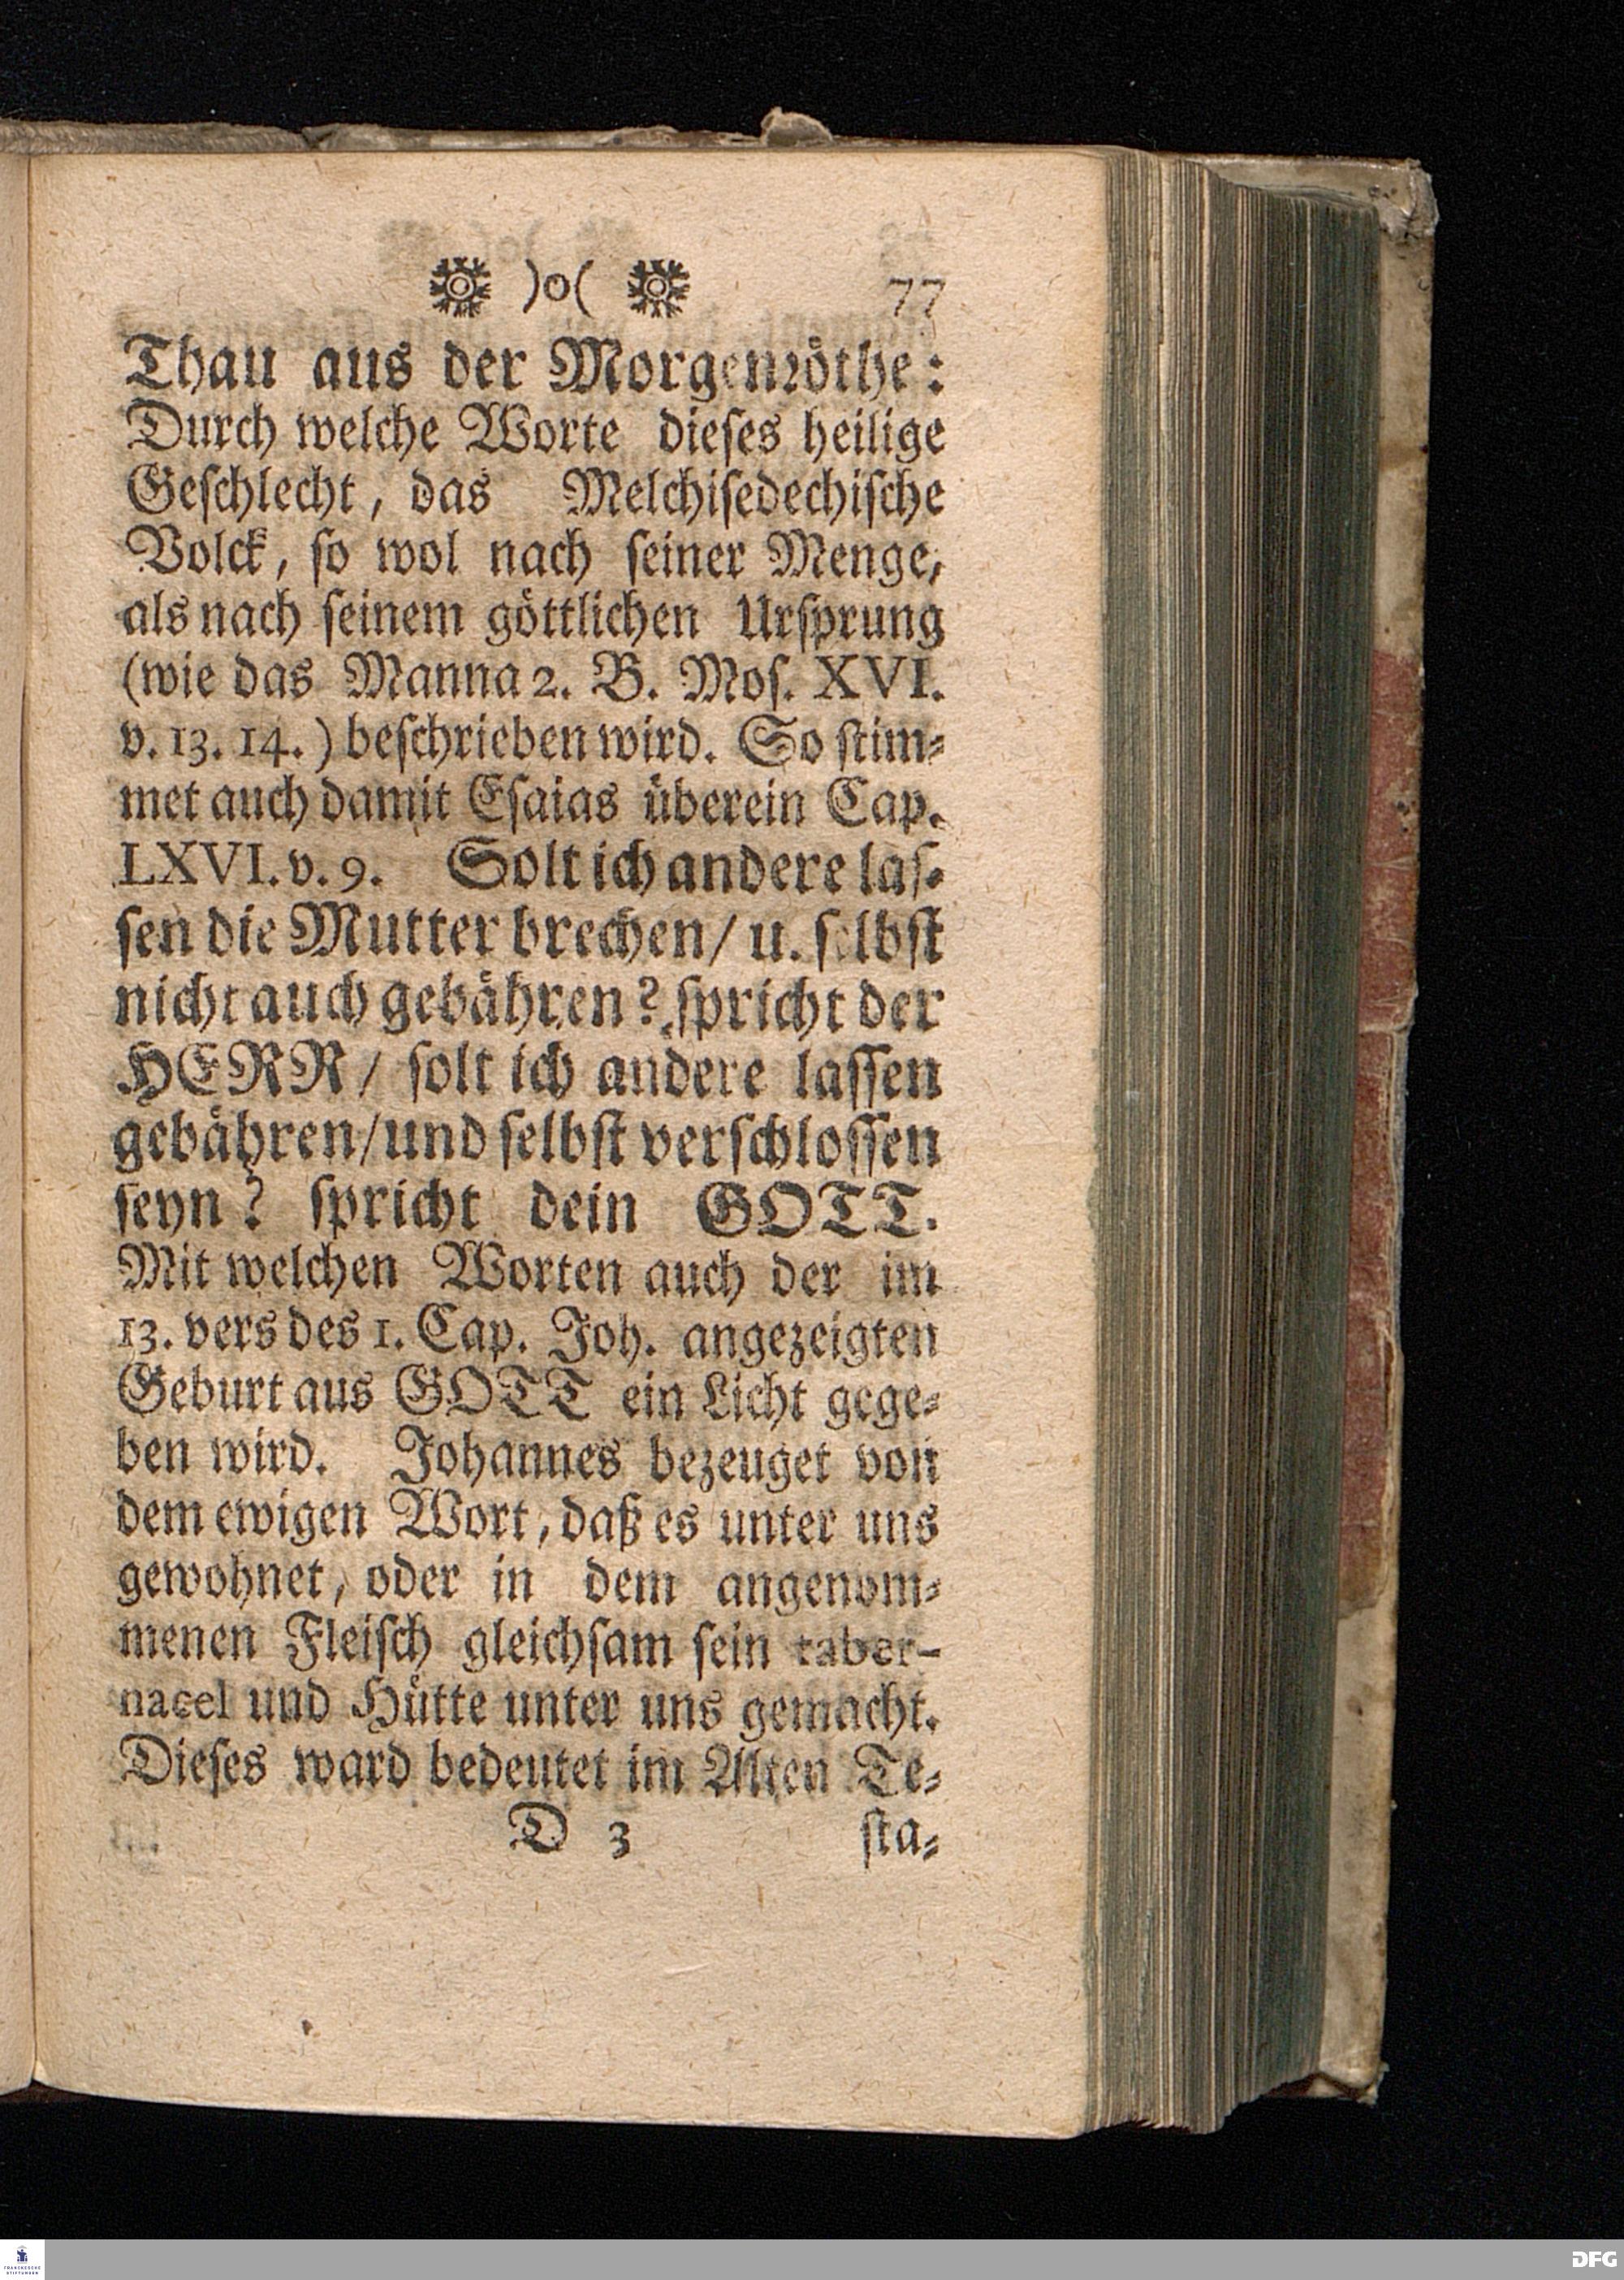 )o( 77
Thau aus der Morgenröthe:
Durch welche Worte dieſes heilige
Geſchlecht, das Melchiſedechiſche
Volck, ſo wol nach ſeiner Menge,
als nach ſeinem göttlichen Urſprung
(wie das Manna 2. B. Moſ. XVI.
v. 13. 14.) beſchrieben wird. So ſtim⸗
met auch damit Eſaias überein Cap.
LXVI. v. 9. Solt ich andere laſ⸗
ſen die Mutter brechen/ u. ſelbſt
nicht auch gebähren? ſpricht der
HERR/ ſolt ich andere laſſen
gebähren/und ſelbſt verſchloſſen
ſeyn? ſpricht dein GOTT.
Mit welchen Worten auch der im
13. vers des 1. Cap. Joh. angezeigten
Geburt aus GOTT ein Licht gege⸗
ben wird. Johannes bezeuget von
dem ewigen Wort, daß es unter uns
gewohnet, oder in dem angenom⸗
menen Fleiſch gleichſam ſein taber-
nacel und Hütte unter uns gemacht.
Dieſes ward bedeutet im Alten Te⸗
D 3 ſta⸗
FRANCKESCHE
STIFTUNGEN
DFG